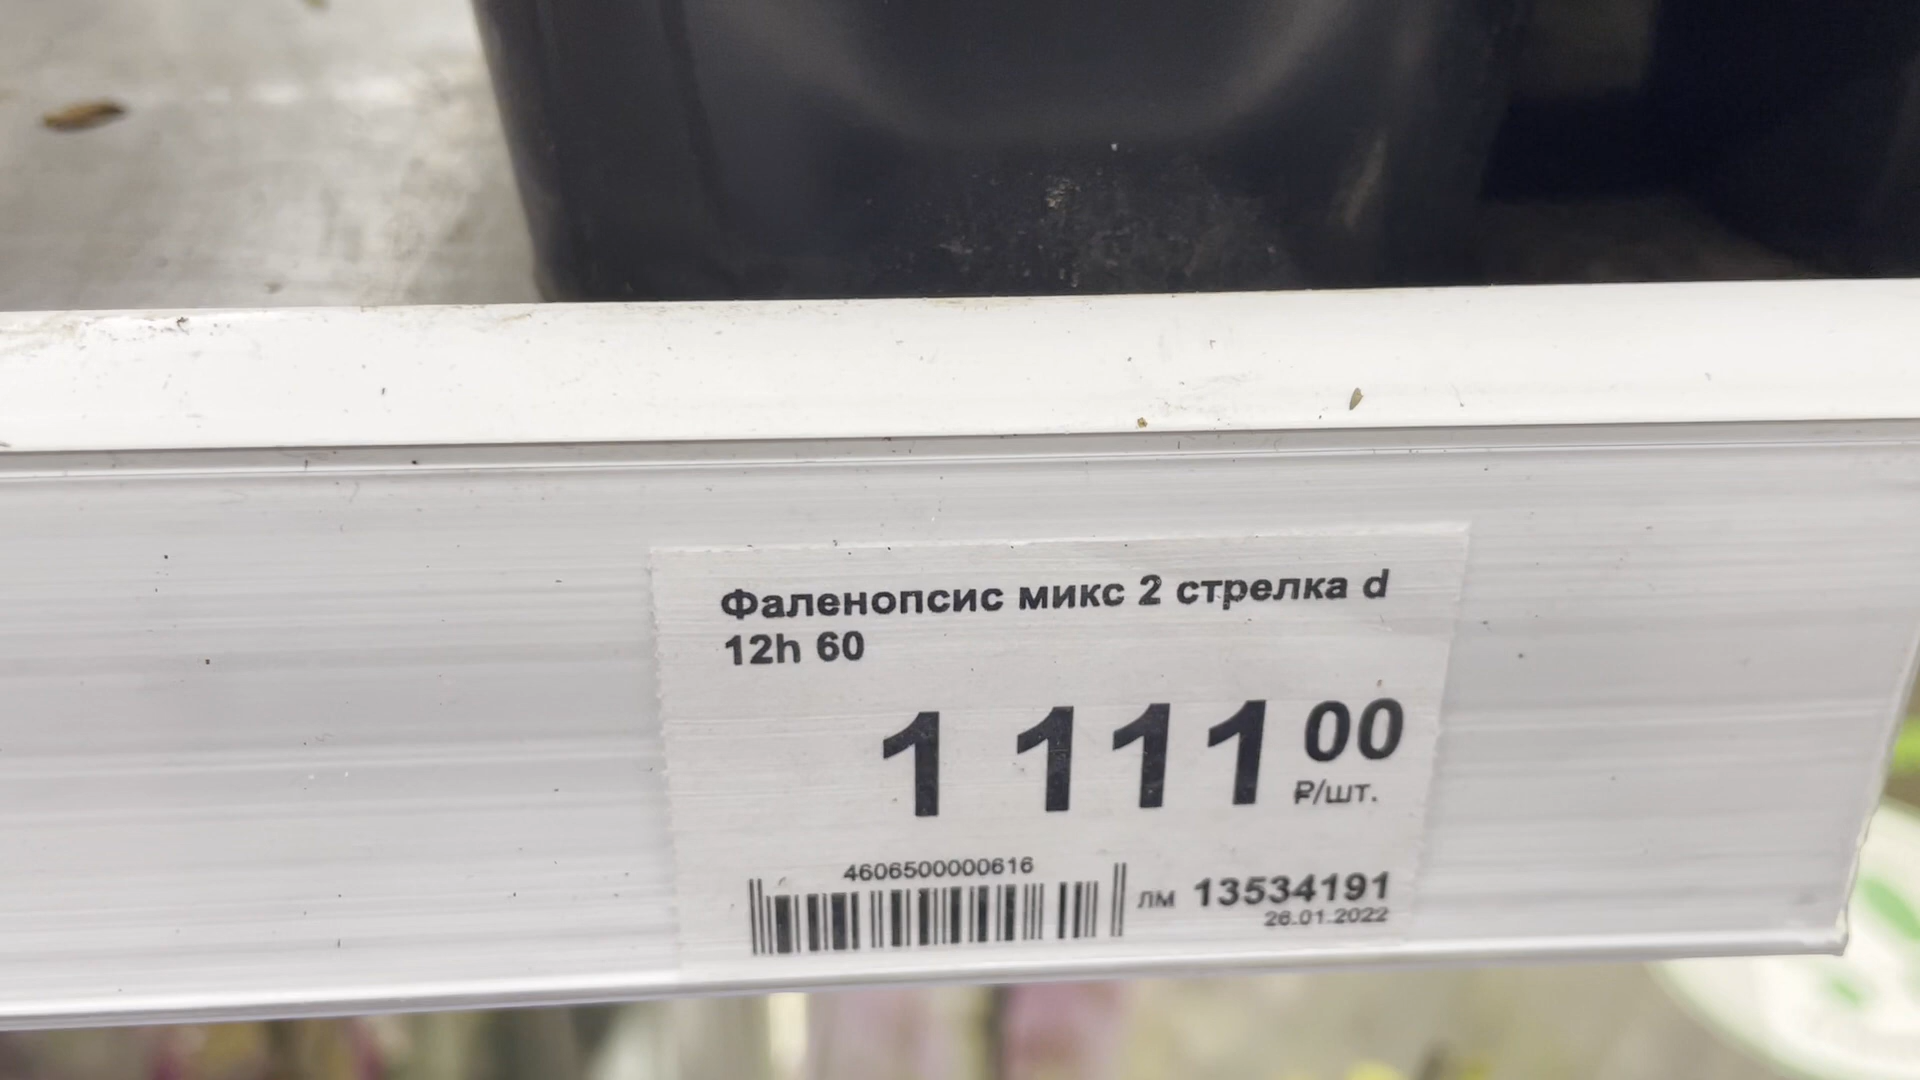 Фаленопсис микс 2 стрелка d
12h 60
1 111 00
₽/шт.
4606500000616
ЛМ 13534191
26.01.2022